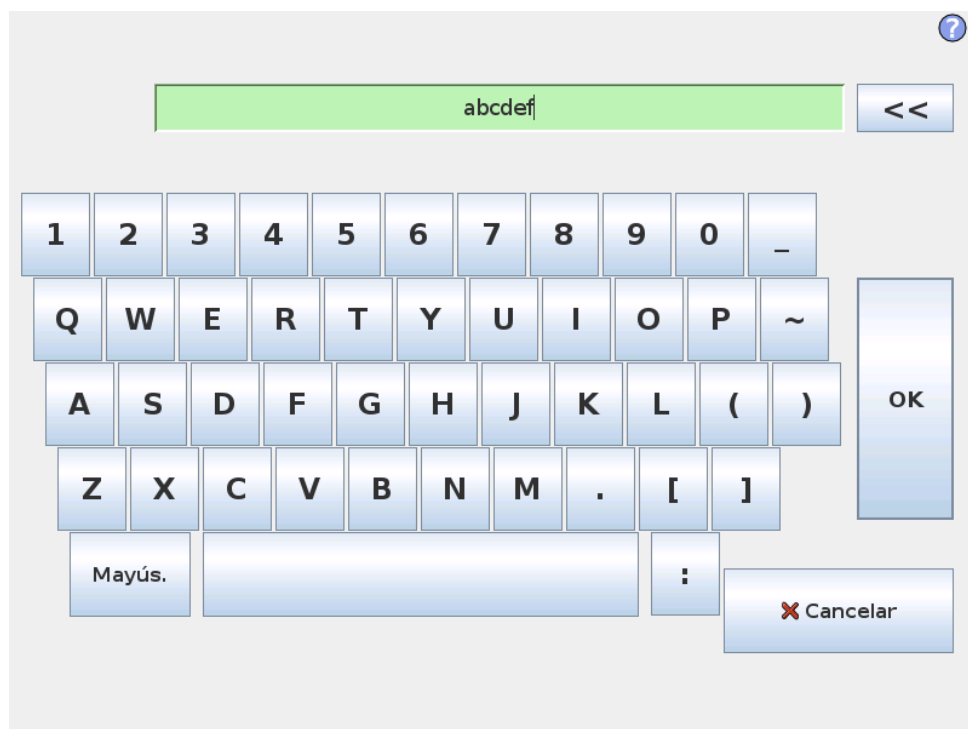 ?
abcdef
<<
1 2 3 4 5 6 7 8 9 0 _
Q W E R T Y U I O P ~
A S D F G H J K L ( )
OK
Z X C V B N M . [ ]
Mayús. :
Cancelar